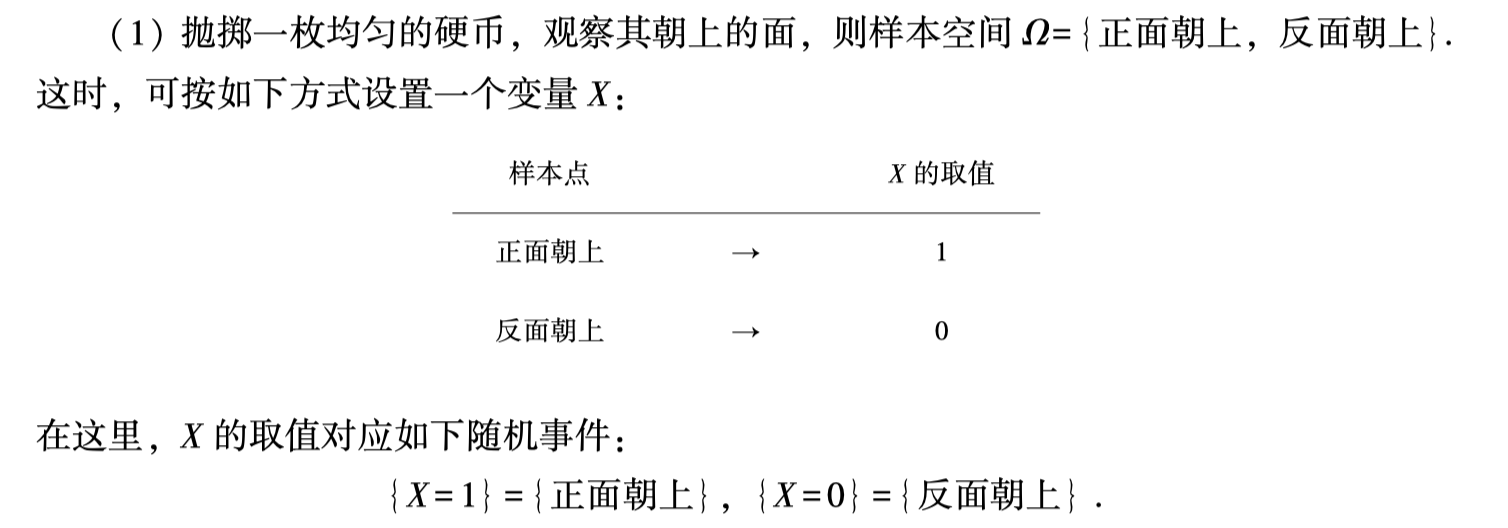 （1）抛掷一枚均匀的硬币，观察其朝上的面，则样本空间 Ω={正面朝上，反面朝上}.
这时，可按如下方式设置一个变量 X：
样本点 X 的取值
正面朝上 → 1
反面朝上 → 0
在这里，X 的取值对应如下随机事件：
{X=1}={正面朝上}，{X=0}={反面朝上}.